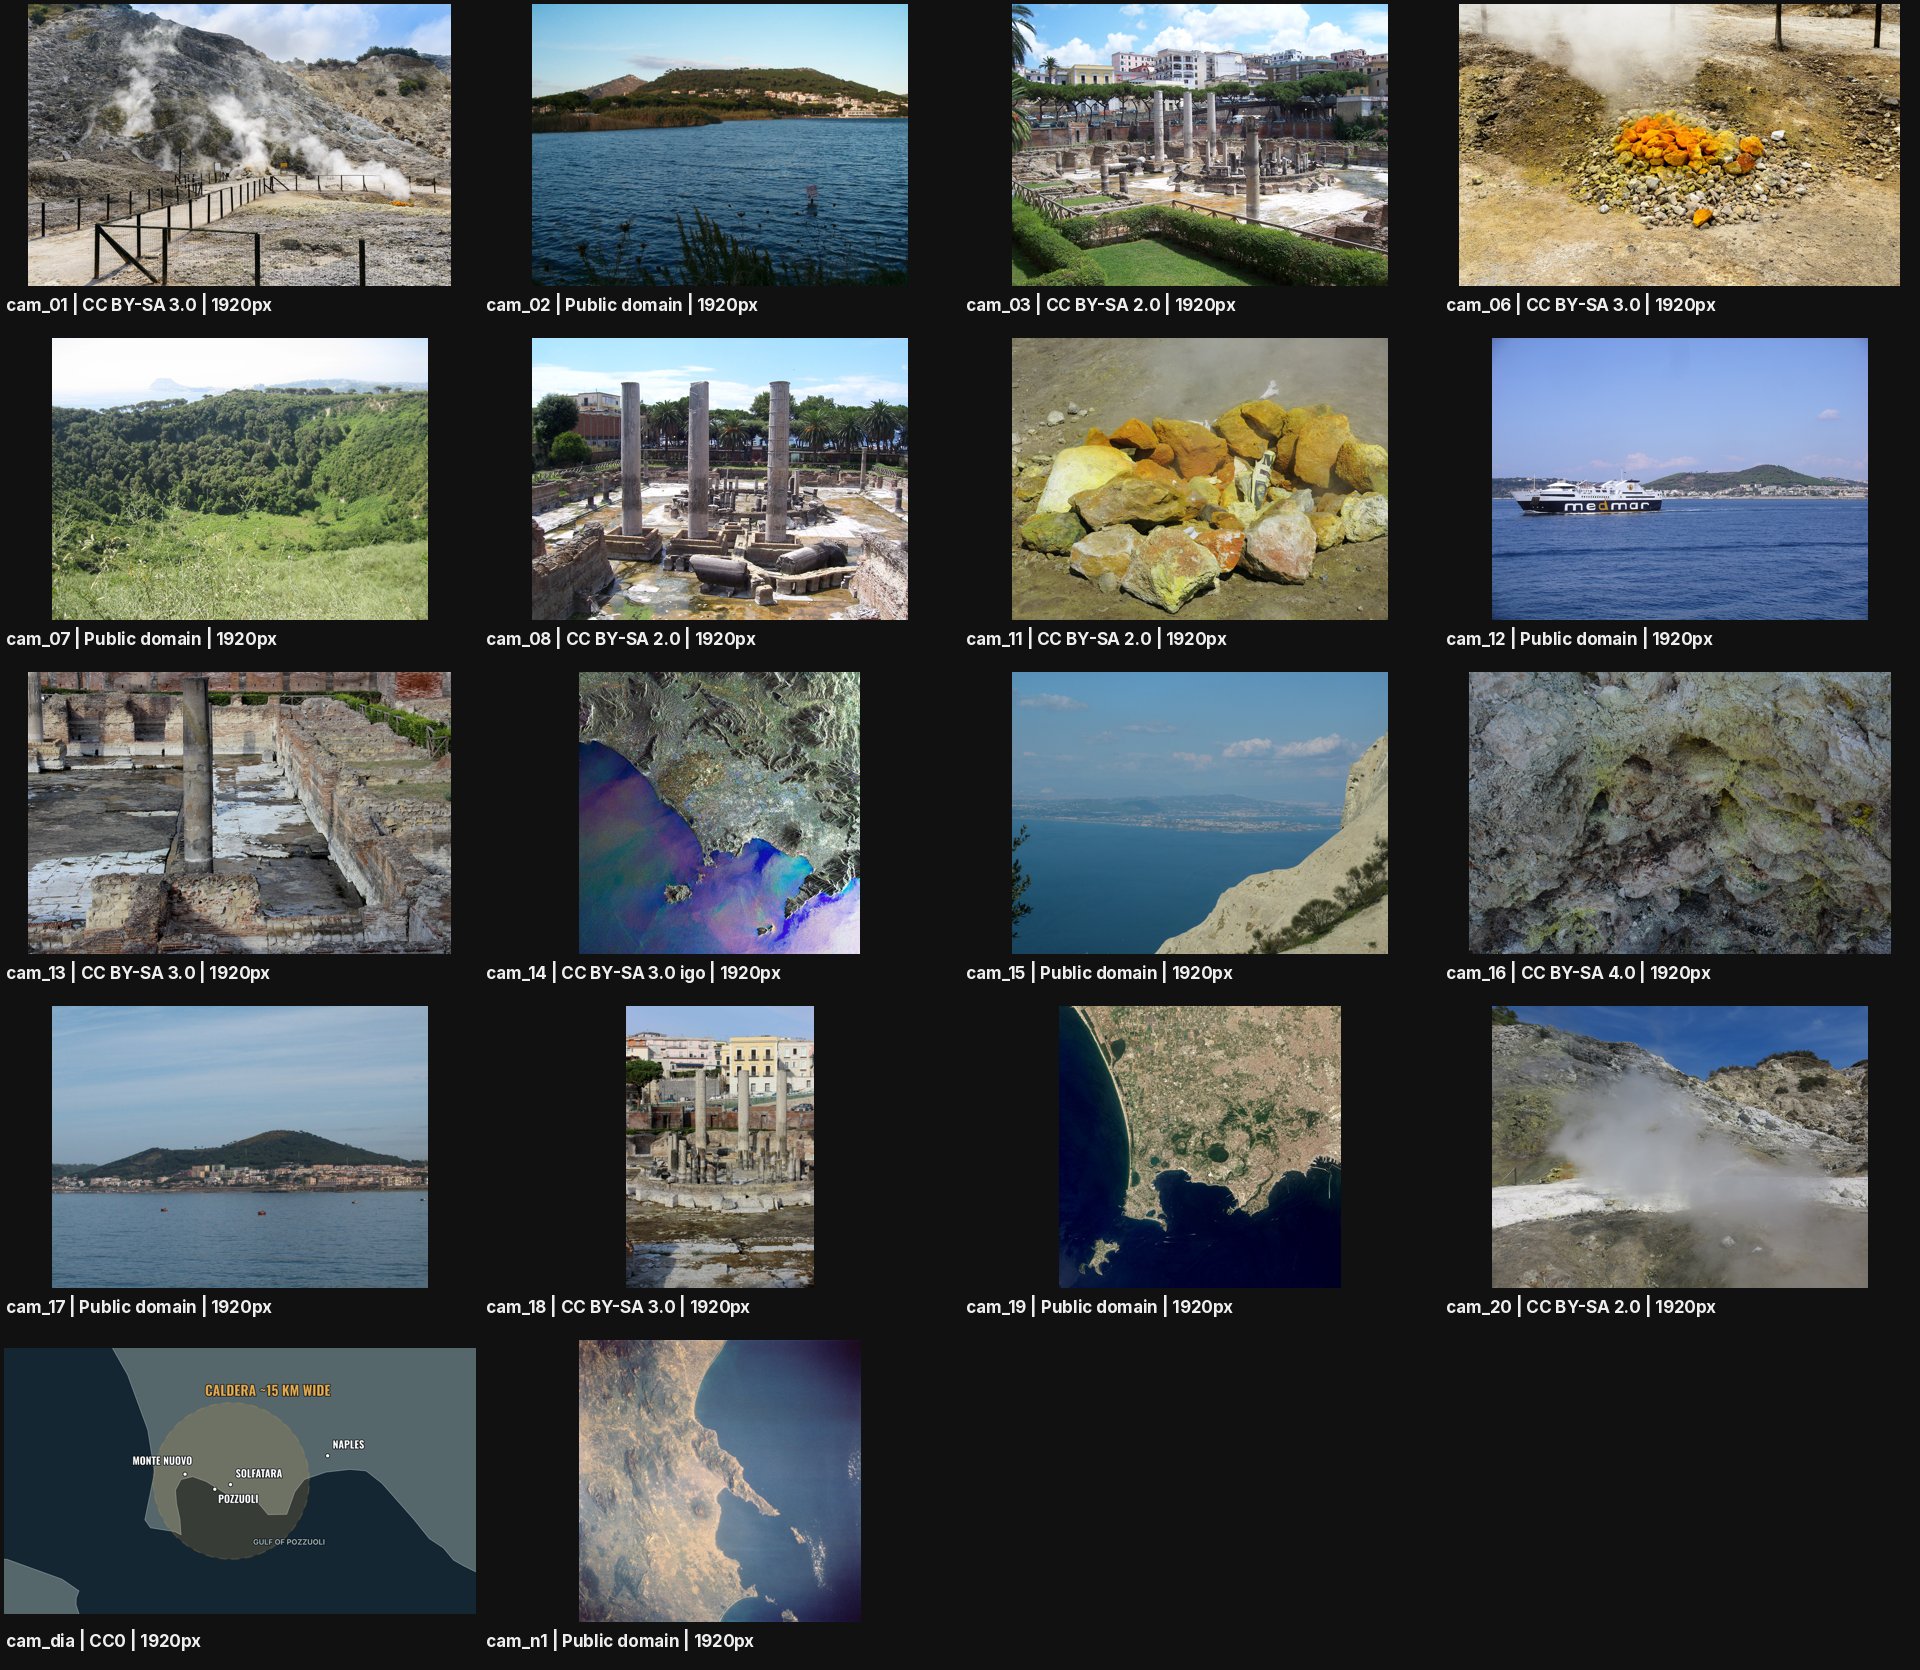 cam_01 | CC BY-SA 3.0 | 1920px
cam_02 | Public domain | 1920px
cam_03 | CC BY-SA 2.0 | 1920px
cam_06 | CC BY-SA 3.0 | 1920px
medmar
cam_07 | Public domain | 1920px
cam_08 | CC BY-SA 2.0 | 1920px
cam_11 | CC BY-SA 2.0 | 1920px
cam_12 | Public domain | 1920px
cam_13 | CC BY-SA 3.0 | 1920px
cam_14 | CC BY-SA 3.0 igo | 1920px
cam_15 | Public domain | 1920px
cam_16 | CC BY-SA 4.0 | 1920px
cam_17 | Public domain | 1920px
cam_18 | CC BY-SA 3.0 | 1920px
cam_19 | Public domain | 1920px
cam_20 | CC BY-SA 2.0 | 1920px
CALDERA ~15 KM WIDE
NAPLES
MONTE NUOVO
SOLFATARA
POZZUOLI
GULF OF POZZUOLI
cam_dia | CC0 | 1920px
cam_n1 | Public domain | 1920px